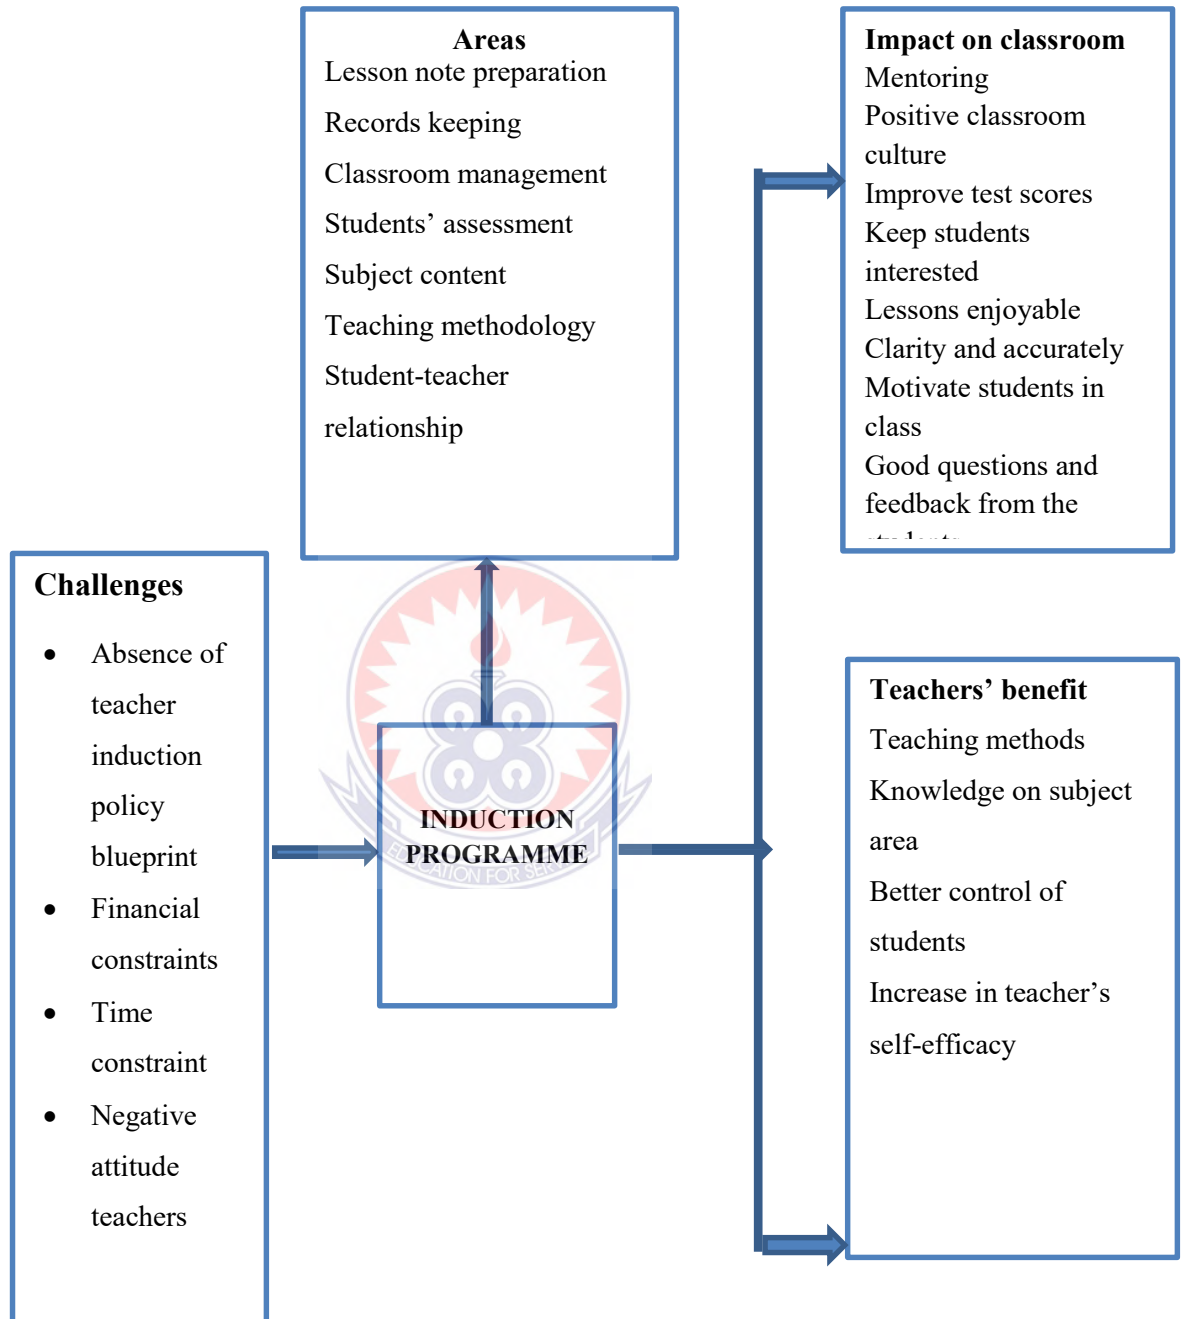 Areas
Lesson note preparation
Records keeping
Classroom management
Students’ assessment
Subject content
Teaching methodology
Student-teacher
relationship
Impact on classroom
Mentoring
Positive classroom
culture
Improve test scores
Keep students
interested
Lessons enjoyable
Clarity and accurately
Motivate students in
class
Good questions and
feedback from the
Challenges
• Absence of
teacher
induction
policy
blueprint
• Financial
constraints
• Time
constraint
• Negative
attitude
teachers
INDUCTION
PROGRAMME
EDUCATION FOR SERVICE
Teachers’ benefit
Teaching methods
Knowledge on subject
area
Better control of
students
Increase in teacher’s
self-efficacy